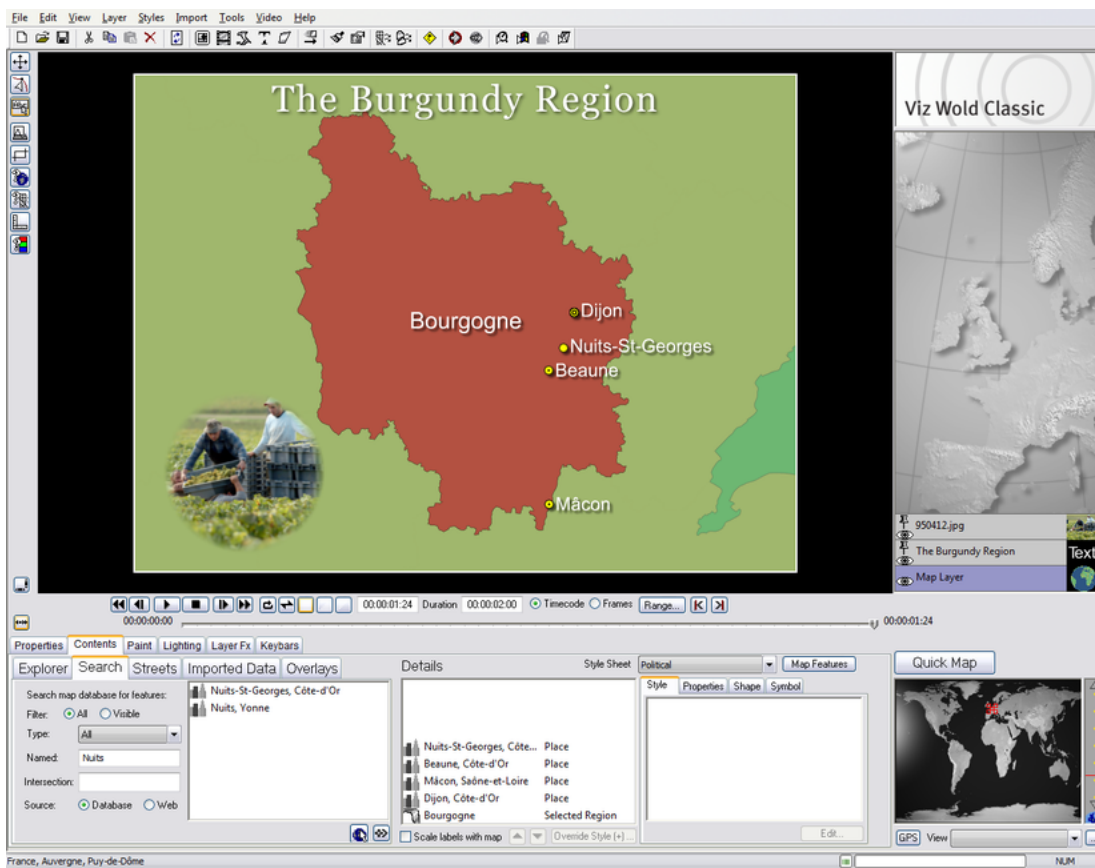 File Edit View Layer Styles Import Tools Video Help
The Burgundy Region
Viz Wold Classic
Bourgogne
Dijon
Nuits-St-Georges
Beaune
Mâcon
950412.jpg
The Burgundy Region Text
Map Layer
00:00:01:24 Duration 00:00:02:00 Timecode Frames Range...
00:00:00:00 00:00:01:24
Properties Contents Paint Lighting Layer Fx Keybars
Explorer Search Streets Imported Data Overlays
Search map database for features:
Filter: All Visible
Type: All
Named: Nuits
Intersection:
Source: Database Web
Nuits-St-Georges, Côte-d'Or
Nuits, Yonne
Details Style Sheet Political Map Features
Nuits-St-Georges, Côte... Place
Beaune, Côte-d'Or Place
Mâcon, Saône-et-Loire Place
Dijon, Côte-d'Or Place
Bourgogne Selected Region
Scale labels with map Override Style (+) ...
Style Properties Shape Symbol
Edit...
Quick Map
GPS View ...
France, Auvergne, Puy-de-Dôme NUM